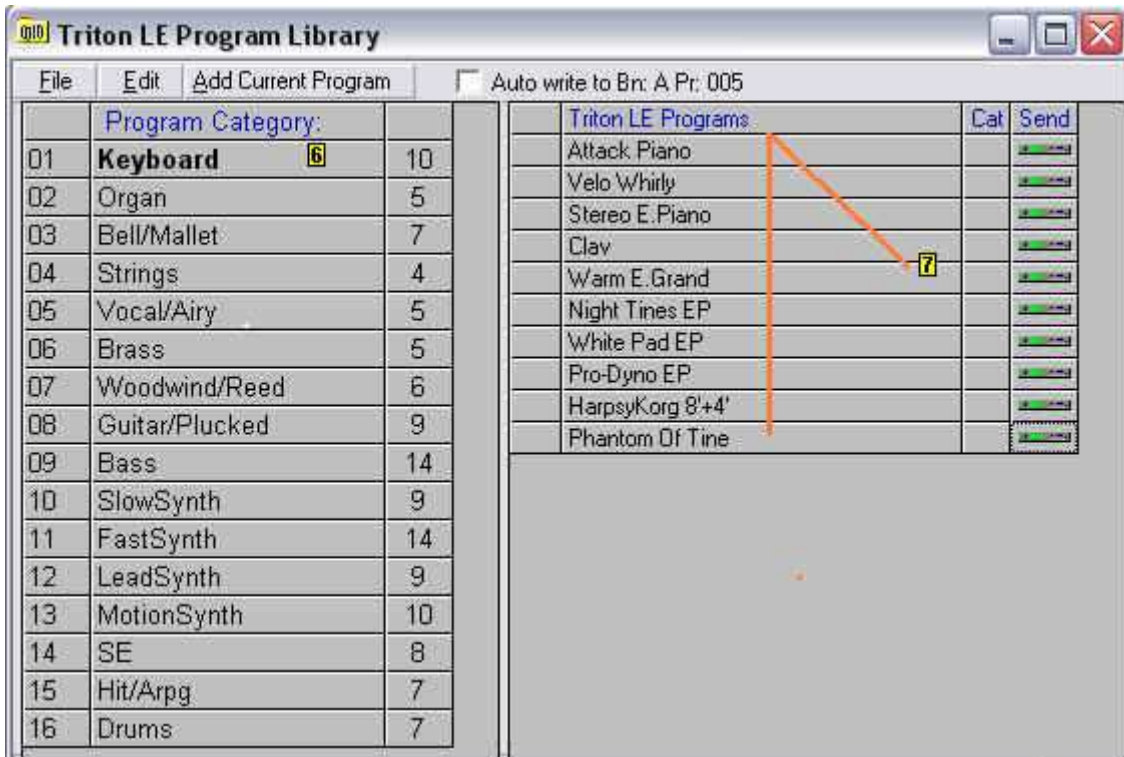 Triton LE Program Library
File Edit Add Current Program Auto write to Bn: A Pr: 005
Program Category:
01 Keyboard 6 10
02 Organ 5
03 Bell/Mallet 7
04 Strings 4
05 Vocal/Airy 5
06 Brass 5
07 Woodwind/Reed 6
08 Guitar/Plucked 9
09 Bass 14
10 SlowSynth 9
11 FastSynth 14
12 LeadSynth 9
13 MotionSynth 10
14 SE 8
15 Hit/Arpg 7
16 Drums 7
Triton LE Programs Cat Send
Attack Piano
Velo Whirly
Stereo E.Piano
Clav
7
Warm E.Grand
Night Tines EP
White Pad EP
Pro-Dyno EP
HarpsyKorg 8'+4'
Phantom Of Tine